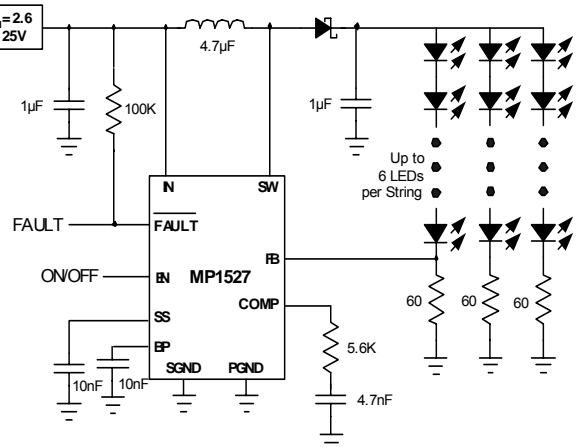 =2.6
25V
4.7µF
1µF
100K
1µF
Up to
6 LEDs
per String
IN
SW
FAULT
FAULT
FB
ON/OFF
EN
MP1527
COMP
SS
BP
SGND
PGND
10nF
10nF
5.6K
4.7nF
60
60
60